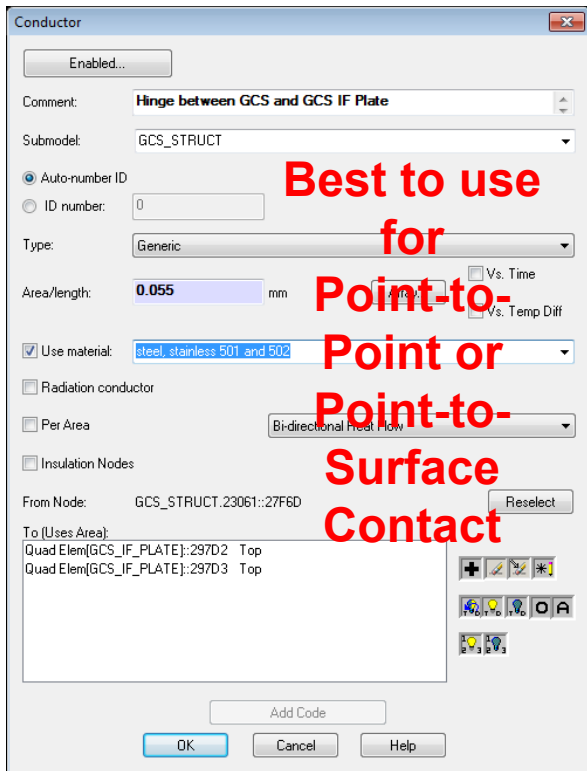 Conductor
Enabled...
Comment: Hinge between GCS and GCS IF Plate
Submodel: GCS_STRUCT
Auto-number ID
ID number: 0
Type: Generic
Area/length: 0.055 mm Array... Vs. Time
Vs. Temp Diff
Use material: steel, stainless 501 and 502
Radiation conductor
Per Area Bi-directional Heat Flow
Insulation Nodes
From Node: GCS_STRUCT.23061::27F6D Reselect
To (Uses Area):
Quad Elem[GCS_IF_PLATE]::297D2 Top
Quad Elem[GCS_IF_PLATE]::297D3 Top
Add Code
OK Cancel Help
Best to use
for
Point-to-
Point or
Point-to-
Surface
Contact